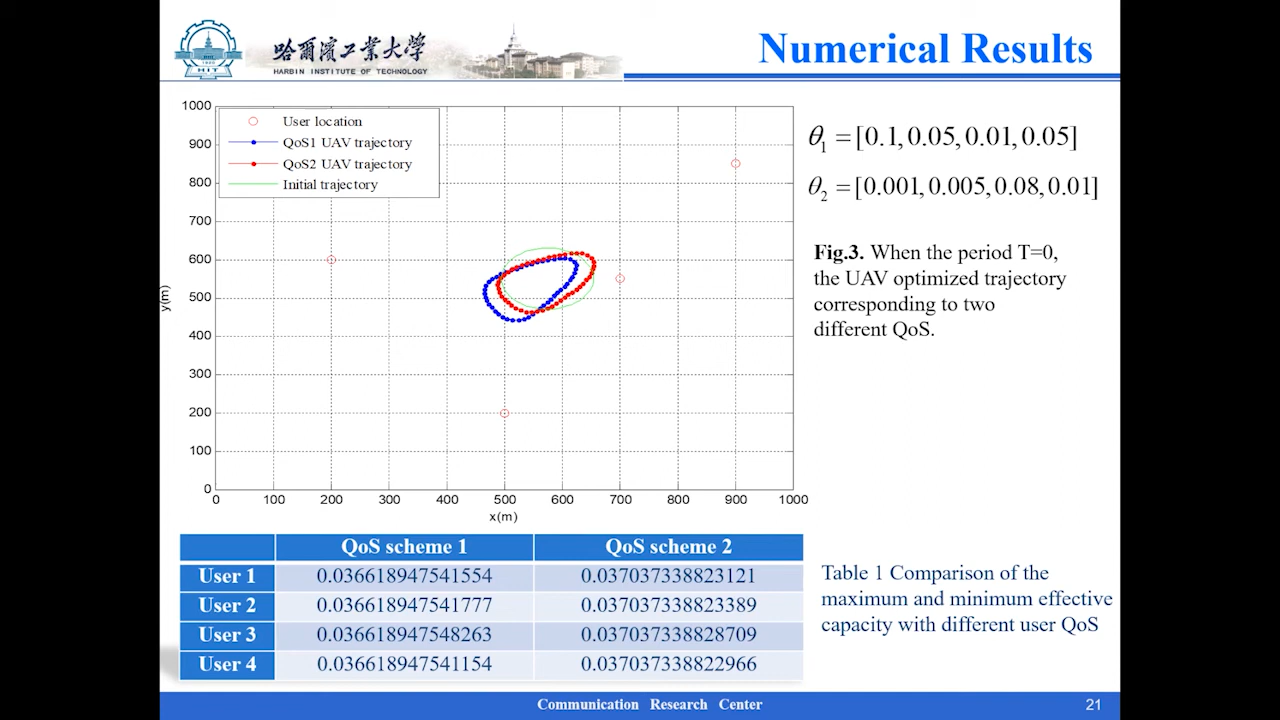 HIT
哈爾濱工業大學
HARBIN INSTITUTE OF TECHNOLOGY
Numerical Results
1000
900
800
700
600
500
400
300
200
100
0
y(m)
User location
QoS1 UAV trajectory
QoS2 UAV trajectory
Initial trajectory
0 100 200 300 400 500 600 700 800 900 1000
x(m)
θ1 = [0.1, 0.05, 0.01, 0.05]
θ2 = [0.001, 0.005, 0.08, 0.01]
Fig.3. When the period T=0,
the UAV optimized trajectory
corresponding to two
different QoS.
QoS scheme 1 QoS scheme 2
User 1 0.036618947541554 0.037037338823121
User 2 0.036618947541777 0.037037338823389
User 3 0.036618947548263 0.037037338828709
User 4 0.036618947541154 0.037037338822966
Table 1 Comparison of the
maximum and minimum effective
capacity with different user QoS
Communication Research Center
21